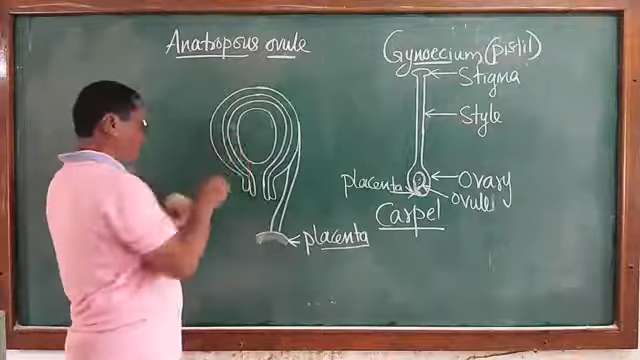 Anatropous ovule
placenta
Gynoecium (pistil)
Stigma
Style
placenta
Ovary
ovule
Carpel